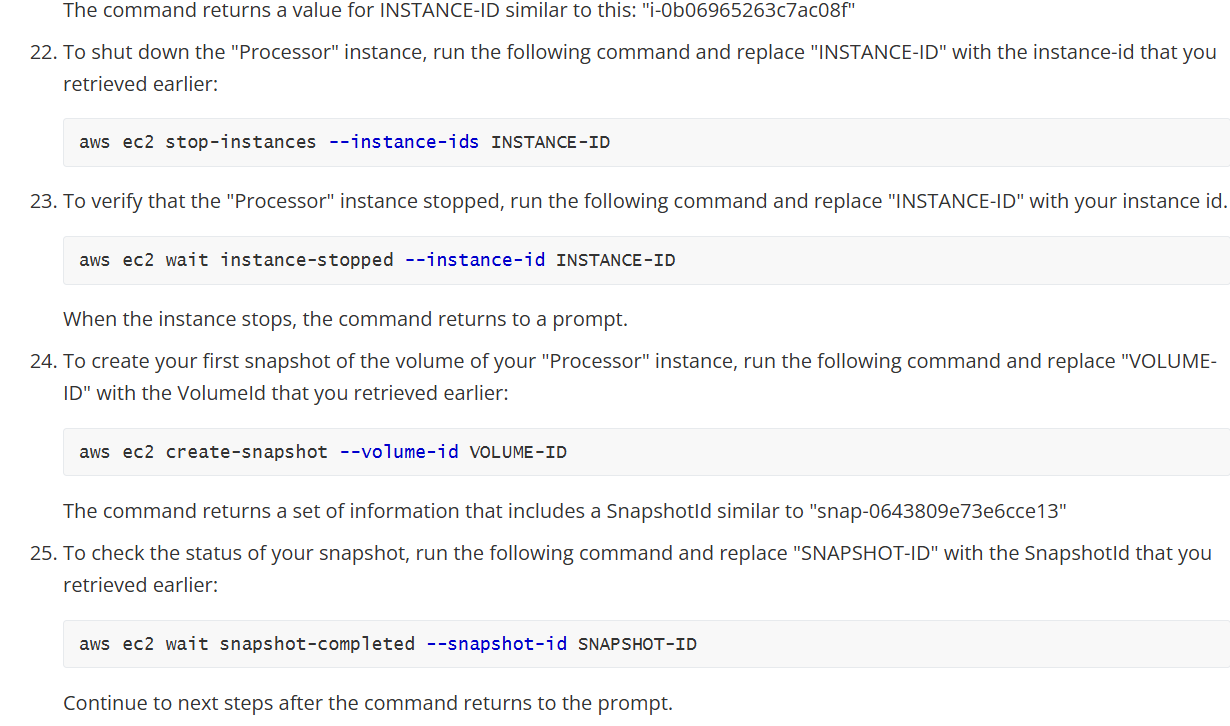 The command returns a value for INSTANCE-ID similar to this: "i-0b06965263c7ac08f"
22. To shut down the "Processor" instance, run the following command and replace "INSTANCE-ID" with the instance-id that you
retrieved earlier:
aws ec2 stop-instances --instance-ids INSTANCE-ID
23. To verify that the "Processor" instance stopped, run the following command and replace "INSTANCE-ID" with your instance id.
aws ec2 wait instance-stopped --instance-id INSTANCE-ID
When the instance stops, the command returns to a prompt.
24. To create your first snapshot of the volume of your "Processor" instance, run the following command and replace "VOLUME-
ID" with the VolumeId that you retrieved earlier:
aws ec2 create-snapshot --volume-id VOLUME-ID
The command returns a set of information that includes a SnapshotId similar to "snap-0643809e73e6cce13"
25. To check the status of your snapshot, run the following command and replace "SNAPSHOT-ID" with the SnapshotId that you
retrieved earlier:
aws ec2 wait snapshot-completed --snapshot-id SNAPSHOT-ID
Continue to next steps after the command returns to the prompt.